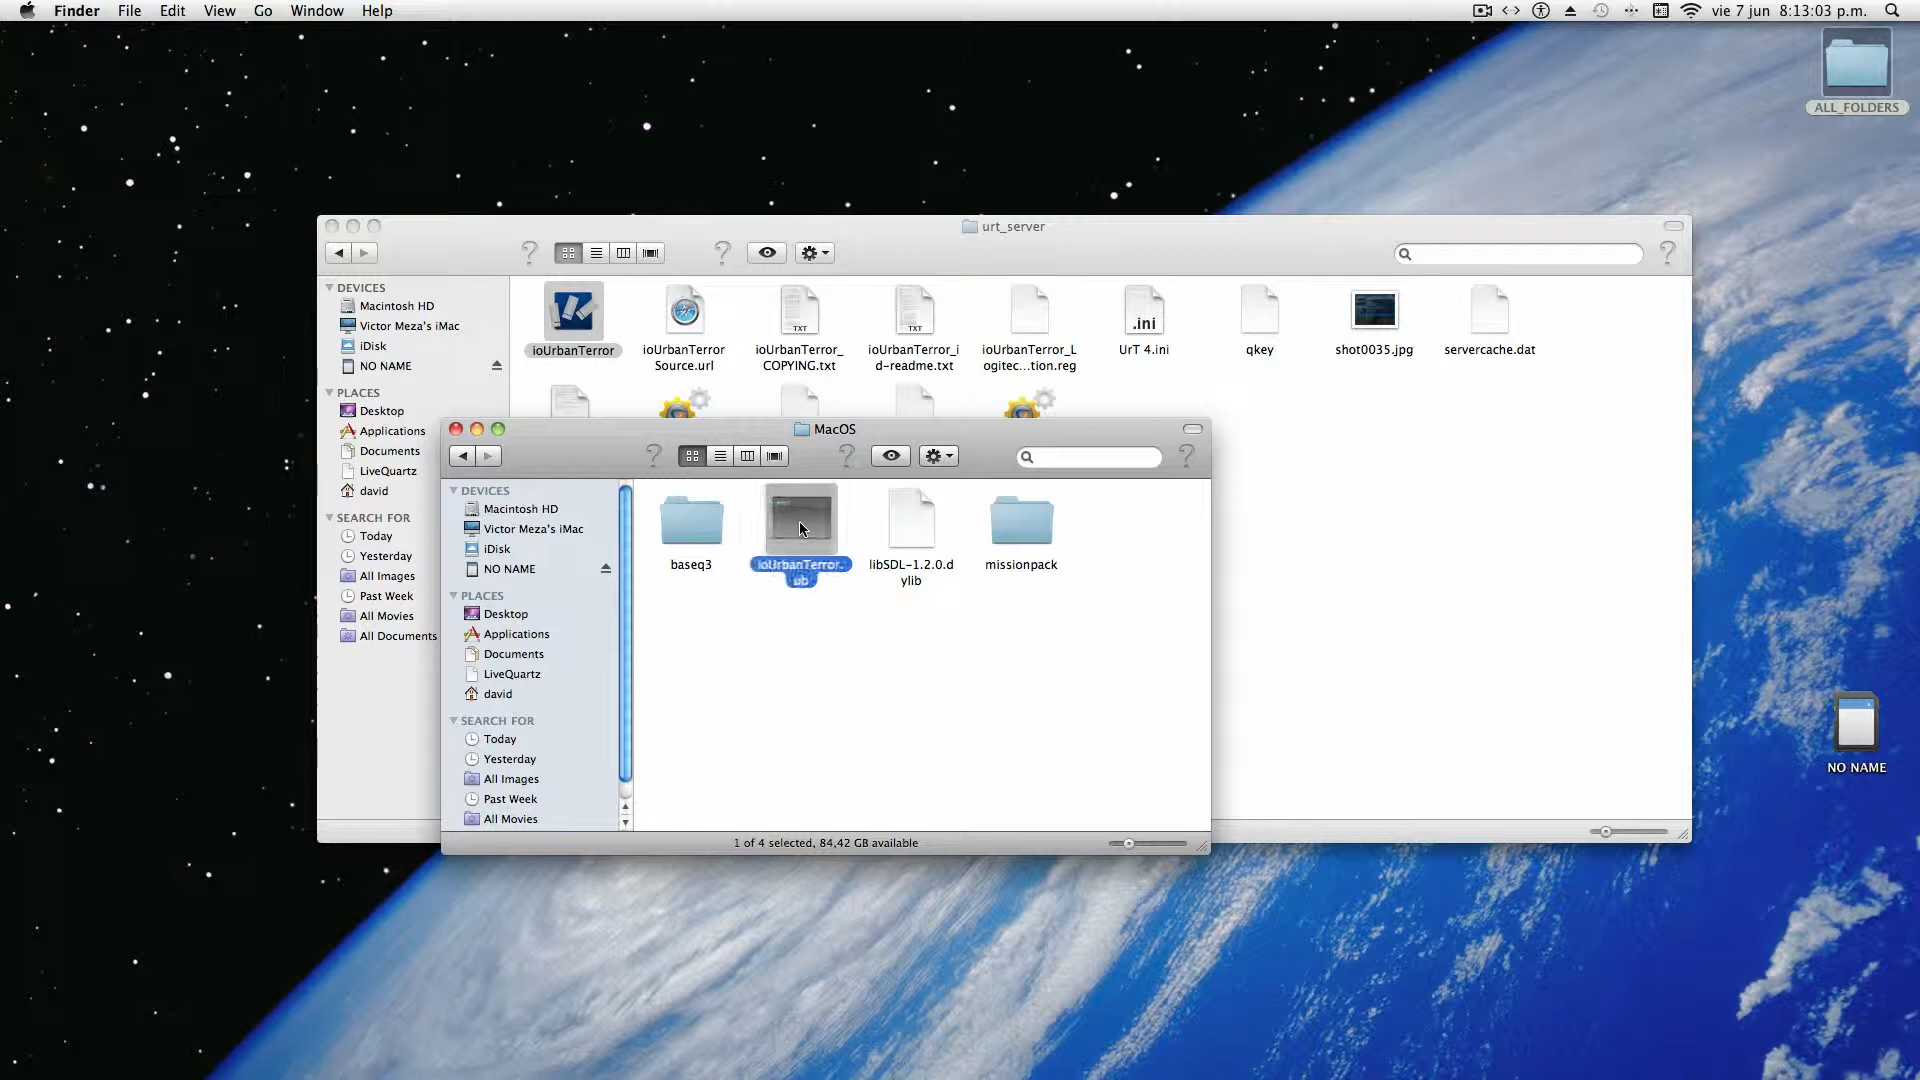 Finder File Edit View Go Window Help vie 7 jun 8:13:03 p.m.
ALL_FOLDERS
urt_server
DEVICES
Macintosh HD
Victor Meza's iMac
iDisk
NO NAME
PLACES
Desktop
Applications
Documents
LiveQuartz
david
SEARCH FOR
Today
Yesterday
All Images
Past Week
All Movies
All Documents
ioUrbanTerror
ioUrbanTerror
Source.url
TXT
ioUrbanTerror_
COPYING.txt
TXT
ioUrbanTerror_i
d-readme.txt
ioUrbanTerror_L
ogitec...tion.reg
.ini
UrT 4.ini
qkey
shot0035.jpg
servercache.dat
MacOS
DEVICES
Macintosh HD
Victor Meza's iMac
iDisk
NO NAME
PLACES
Desktop
Applications
Documents
LiveQuartz
david
SEARCH FOR
Today
Yesterday
All Images
Past Week
All Movies
baseq3
ioUrbanTerror.
ub
libSDL-1.2.0.d
ylib
missionpack
1 of 4 selected, 84,42 GB available
NO NAME